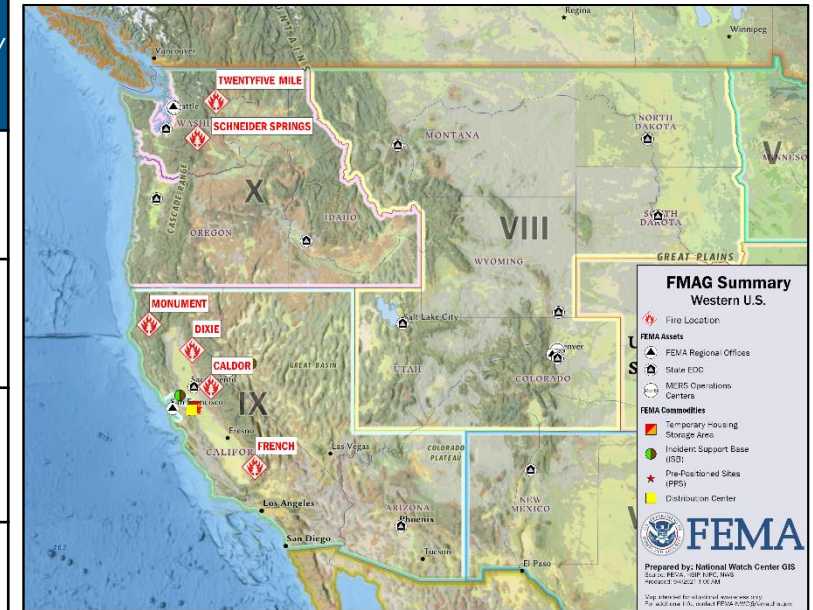 Regina
Winnipeg
Vancouver
TWENTYFIVE MILE
SCHNEIDER SPRINGS
MONTANA
NORTH
DAKOTA
V
X
CASCADE RANGE
OREGON
IDAHO
VIII
WYOMING
GREAT PLAINS
MONUMENT
DIXIE
CALDOR
GREAT BASIN
Salt Lake City
UTAH
COLORADO
IX
Fresno
FRENCH
Las Vegas
COLORADO
PLATEAU
Los Angeles
San Diego
ARIZONA
Phoenix
Tucson
NEW
MEXICO
El Paso
FMAG Summary
Western U.S.
Fire Location
FEMA Assets
FEMA Regional Offices
State EOC
MERS Operations
Centers
FEMA Commodities
Temporary Housing
Storage Area
Incident Support Base
(ISB)
Pre-Positioned Sites
(PPS)
Distribution Center
FEMA
Prepared by: National Watch Center GIS